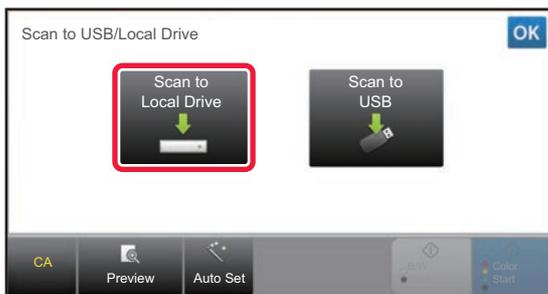 Scan to USB/Local Drive
OK
Scan to
Local Drive
Scan to
USB
CA
Preview
Auto Set
B/W
Color
Start